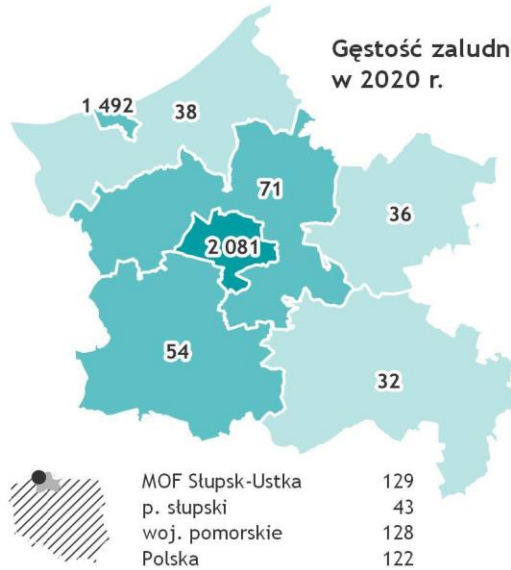 Gęstość zaludn
w 2020 r.
1 492
38
71
36
2 081
54
32
MOF Słupsk-Ustka 129
p. słupski 43
woj. pomorskie 128
Polska 122